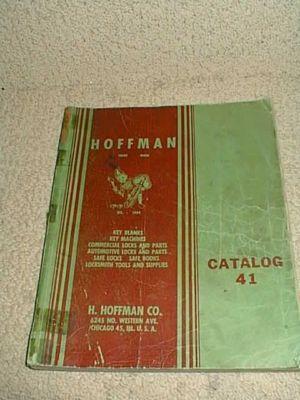 HOFFMAN
KEY BLANKS
KEY MACHINES
COMMERCIAL LOCKS AND PARTS
AUTOMOTIVE LOCKS AND PARTS
SAFE LOCKS SAFE BOOKS
LOCKSMITH TOOLS AND SUPPLIES
CATALOG
41
H. HOFFMAN CO.
6245 NO. WESTERN AVE.
CHICAGO 45, ILL. U. S. A.